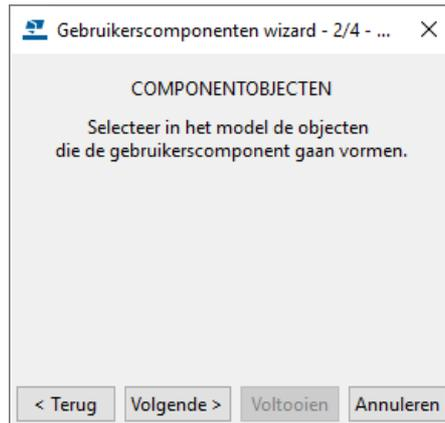 Gebruikerscomponenten wizard - 2/4 - ...
COMPONENTOBJECTEN
Selecteer in het model de objecten
die de gebruikerscomponent gaan vormen.
< Terug Volgende > Voltooien Annuleren